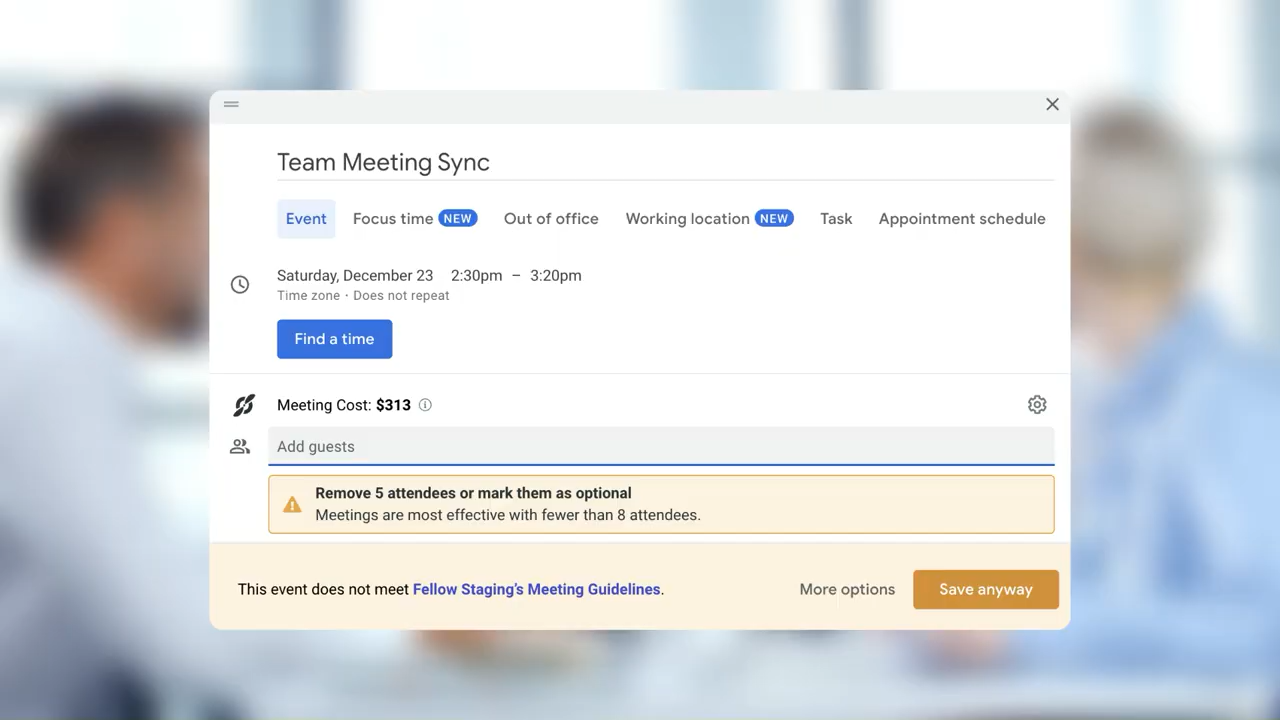 Team Meeting Sync
Event Focus time NEW Out of office Working location NEW Task Appointment schedule
Saturday, December 23 2:30pm – 3:20pm
Time zone · Does not repeat
Find a time
Meeting Cost: $313
Add guests
Remove 5 attendees or mark them as optional
Meetings are most effective with fewer than 8 attendees.
This event does not meet Fellow Staging’s Meeting Guidelines. More options Save anyway